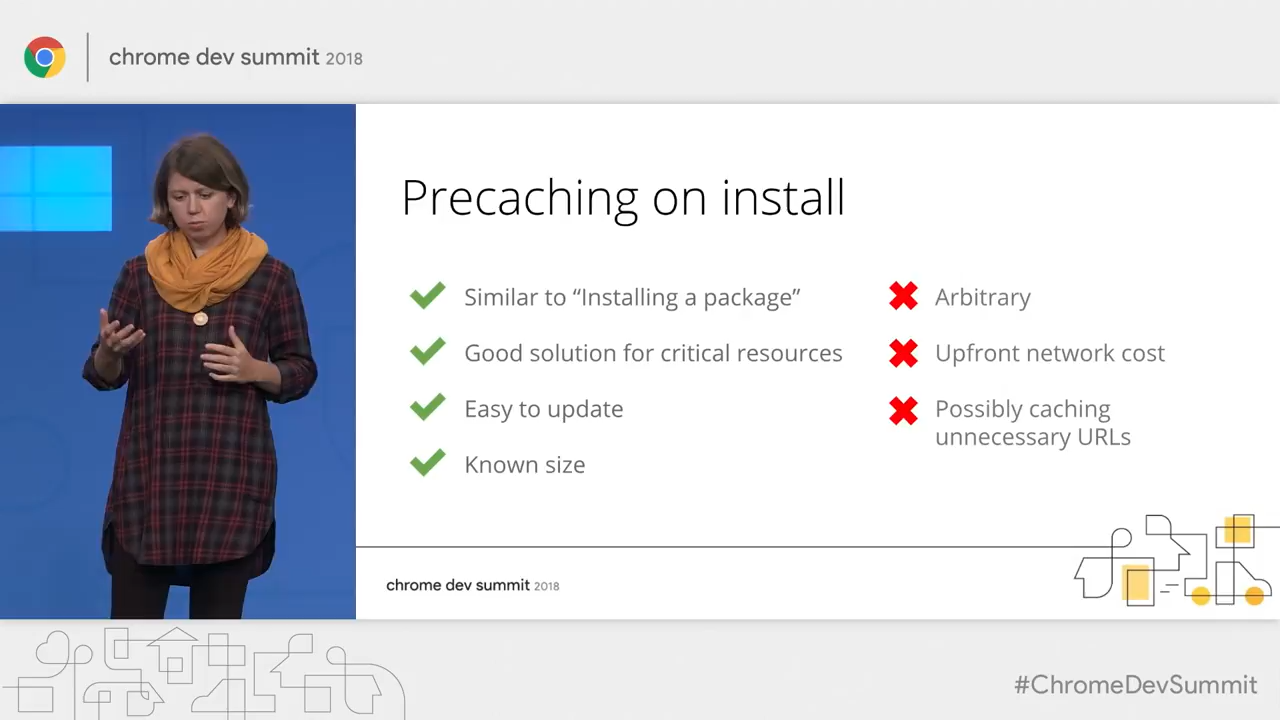 chrome dev summit 2018
Precaching on install
Similar to “Installing a package”
Good solution for critical resources
Easy to update
Known size
Arbitrary
Upfront network cost
Possibly caching
unnecessary URLs
chrome dev summit 2018
#ChromeDevSummit